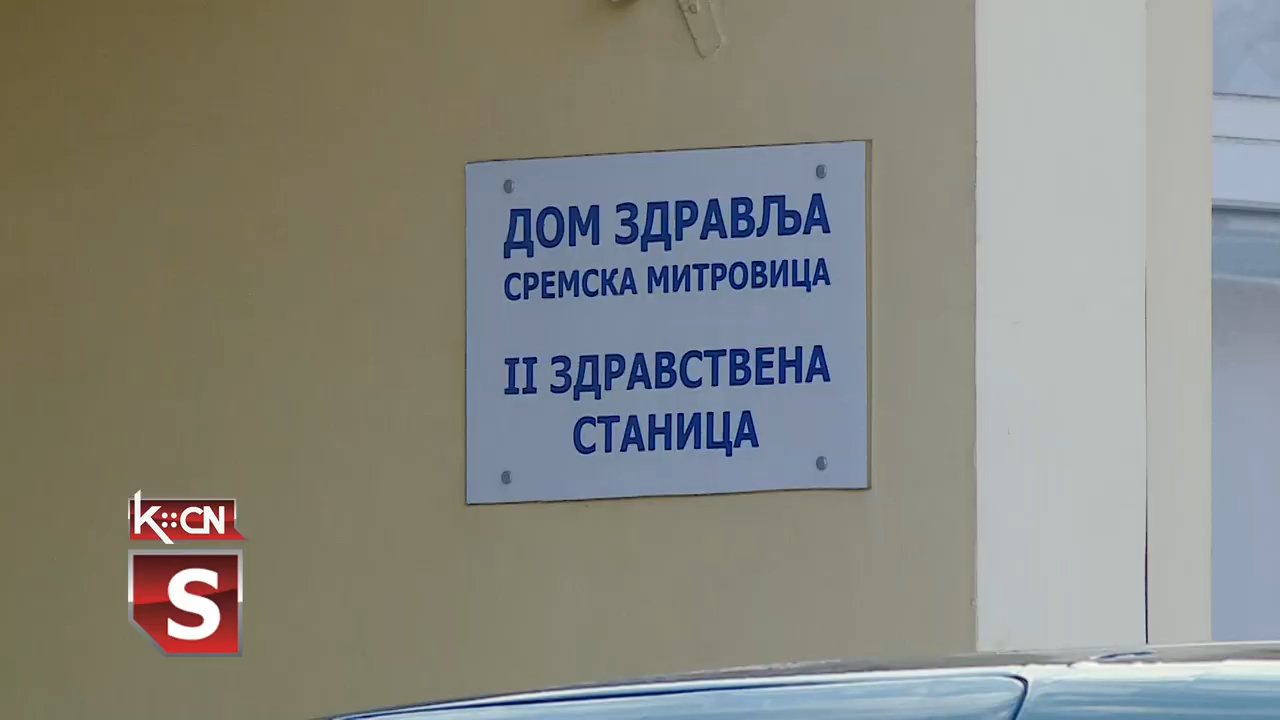 ДОМ ЗДРАВЉА
СРЕМСКА МИТРОВИЦА
II ЗДРАВСТВЕНА
СТАНИЦА
K::CN
S